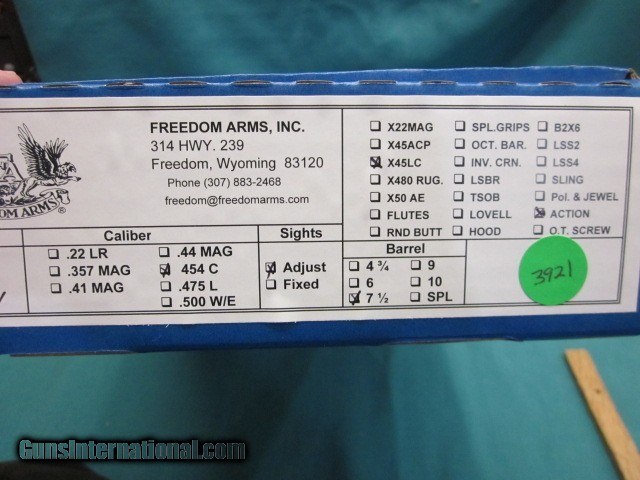 FREEDOM ARMS, INC.
314 HWY. 239
Freedom, Wyoming 83120
Phone (307) 883-2468
freedom@freedomarms.com
DOM ARMS
®
X22MAG SPL.GRIPS B2X6
X45ACP OCT. BAR. LSS2
X45LC INV. CRN. LSS4
X480 RUG. LSBR SLING
X50 AE TSOB Pol. & JEWEL
FLUTES LOVELL ACTION
RND BUTT HOOD O.T. SCREW
Caliber
.22 LR .44 MAG
.357 MAG 454 C
.41 MAG .475 L
.500 W/E
Sights
Adjust
Fixed
Barrel
4 ¾ 9
6 10
7 ½ SPL
3921
GunsInternational.com